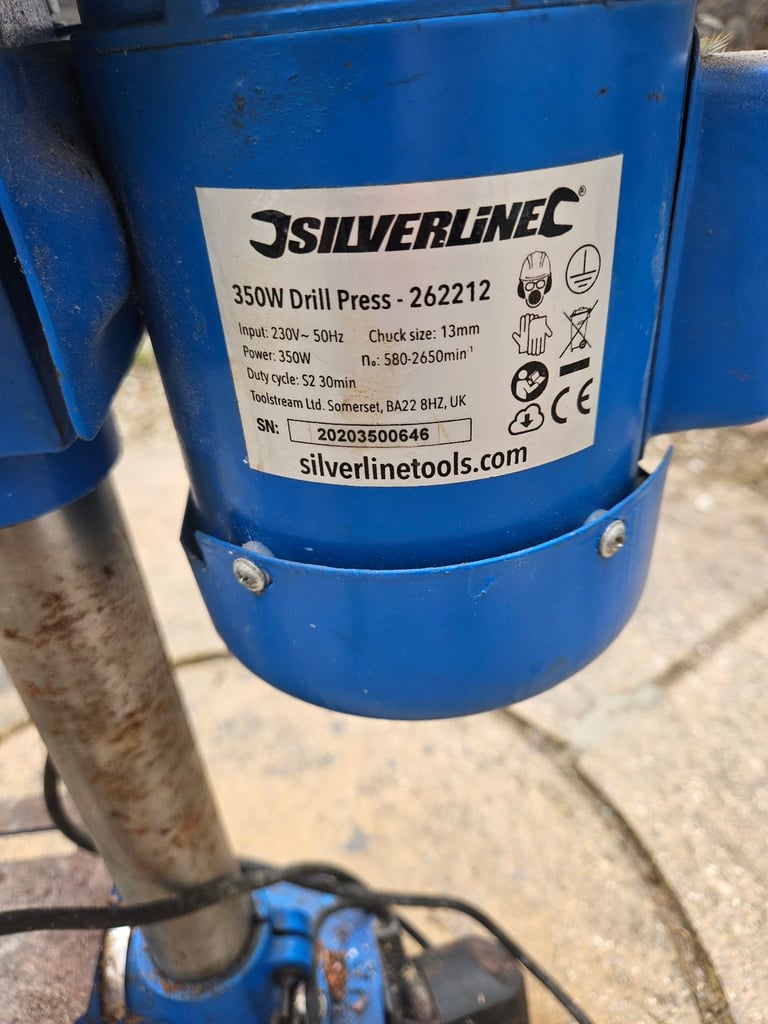 SILVERLINE®
350W Drill Press - 262212
Input: 230V~ 50Hz Chuck size: 13mm
Power: 350W n₀: 580-2650min⁻¹
Duty cycle: S2 30min
Toolstream Ltd. Somerset, BA22 8HZ, UK
SN: 20203500646
silverlinetools.com
CE